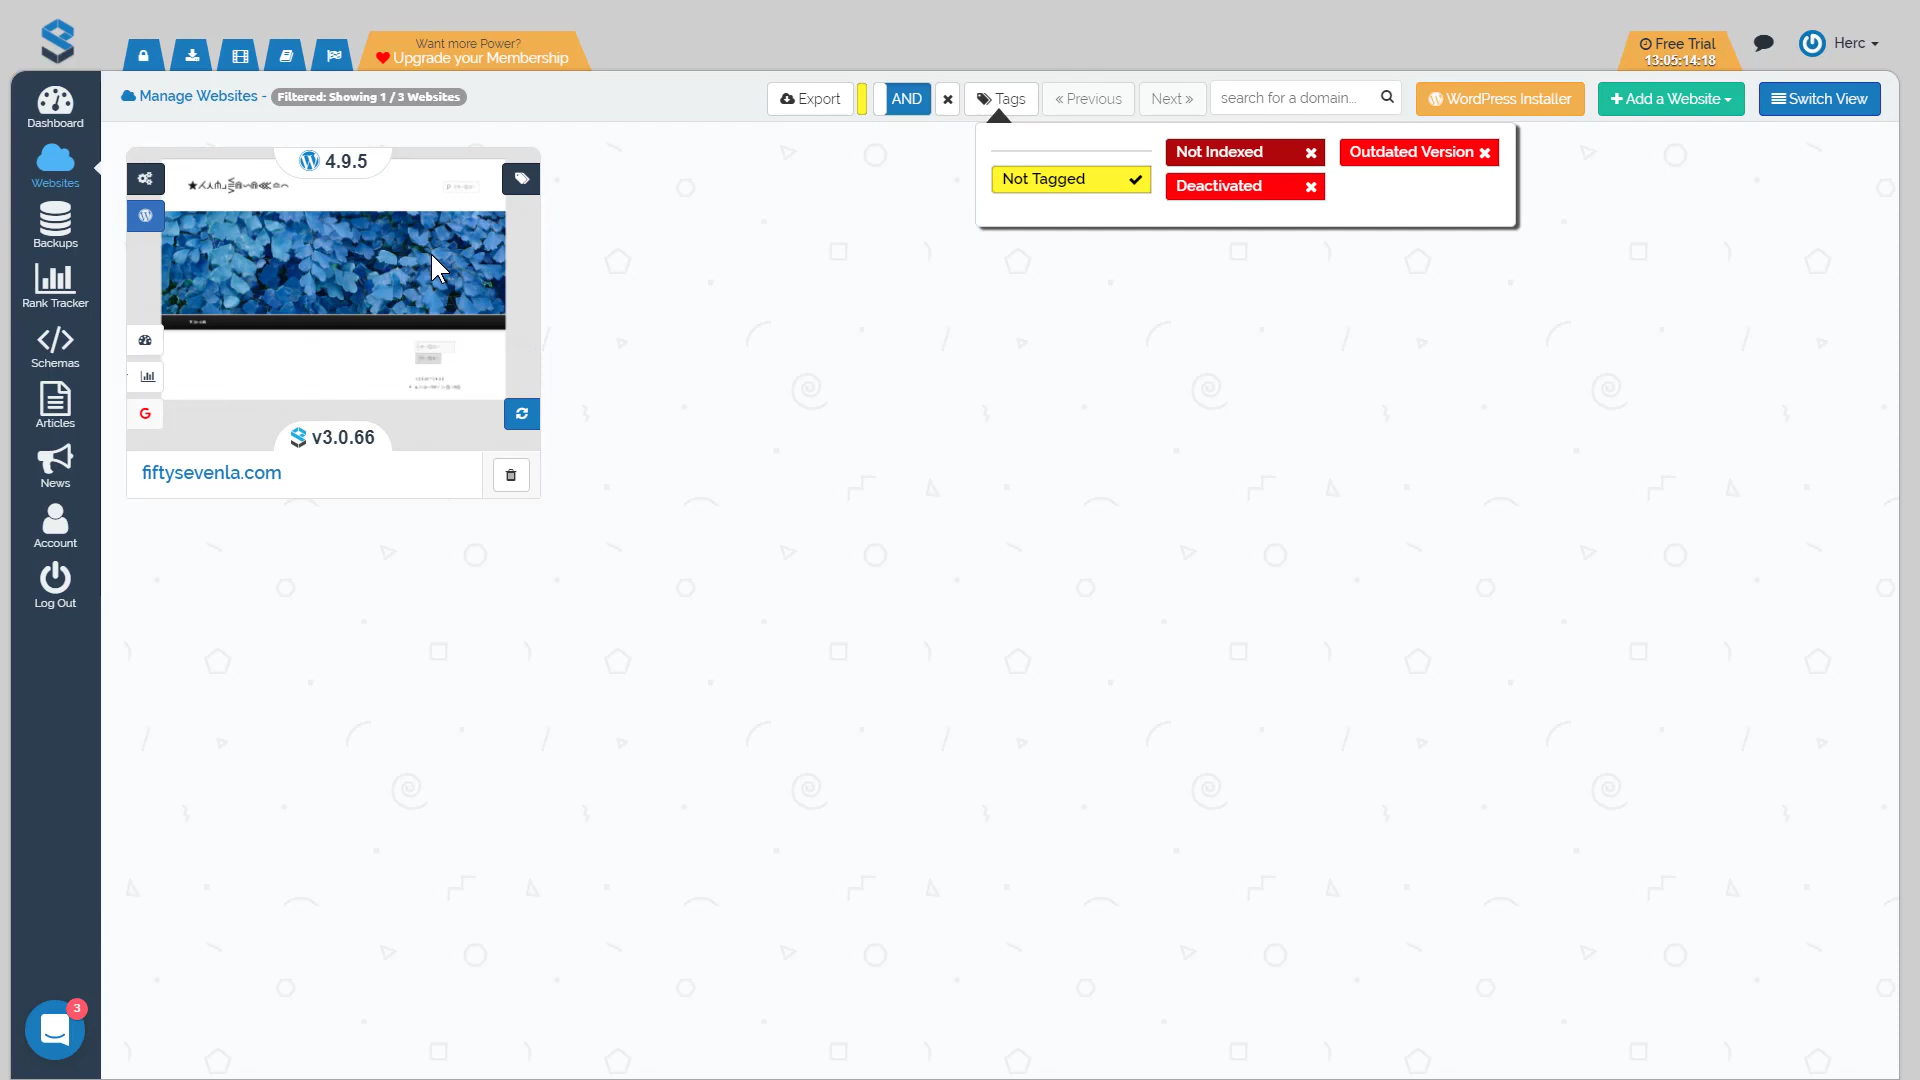 Want more Power?
Upgrade your Membership
Free Trial
13:05:14:18
Herc
Manage Websites - Filtered: Showing 1 / 3 Websites
Export
AND
Tags
« Previous
Next »
search for a domain...
WordPress Installer
+ Add a Website
Switch View
Not Tagged
Not Indexed
Deactivated
Outdated Version
Dashboard
Websites
Backups
Rank Tracker
Schemas
Articles
News
Account
Log Out
3
4.9.5
G
v3.0.66
fiftysevenla.com